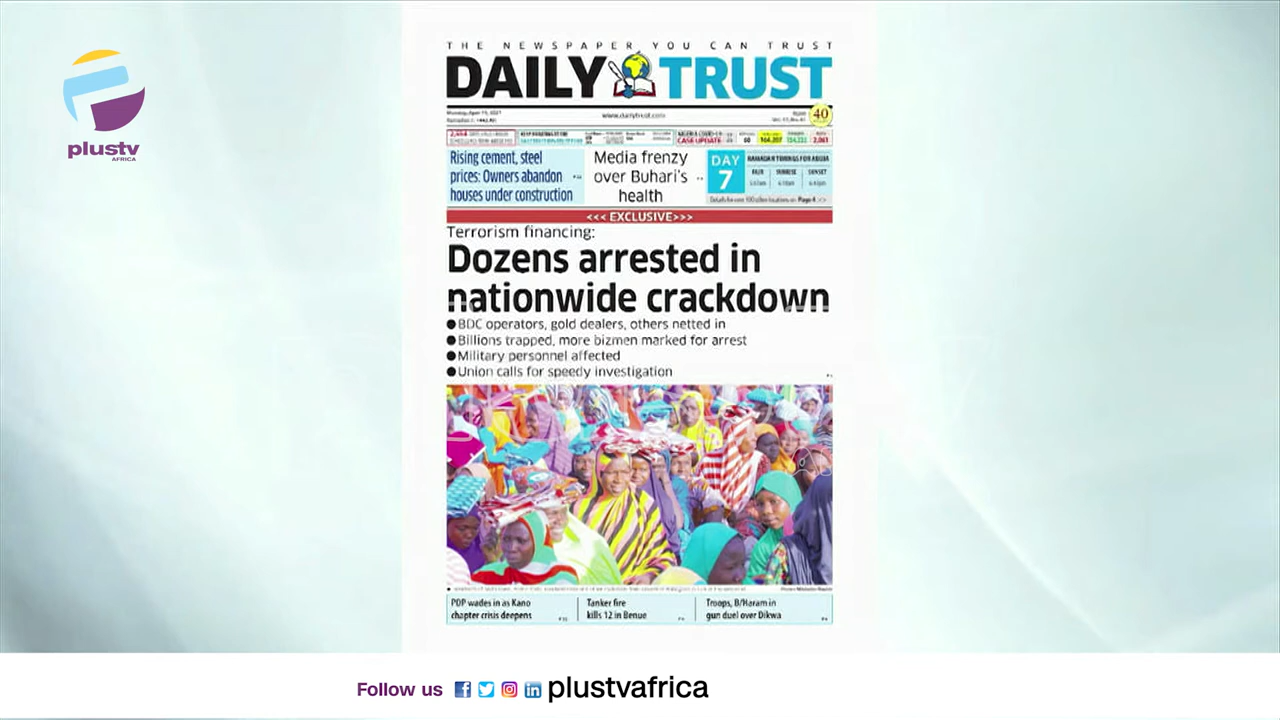 plustv
AFRICA
THE NEWSPAPER YOU CAN TRUST
DAILY TRUST
www.dailytrust.com
40
Rising cement, steel
prices: Owners abandon
houses under construction
Media frenzy
over Buhari's
health
DAY
7
RAMADAN TIMINGS FOR ABUJA
<<< EXCLUSIVE>>>
Terrorism financing:
Dozens arrested in
nationwide crackdown
●BDC operators, gold dealers, others netted in
●Billions trapped, more bizmen marked for arrest
●Military personnel affected
●Union calls for speedy investigation
PDP wades in as Kano
chapter crisis deepens
Tanker fire
kills 12 in Benue
Troops, B/Haram in
gun duel over Dikwa
Follow us plustvafrica